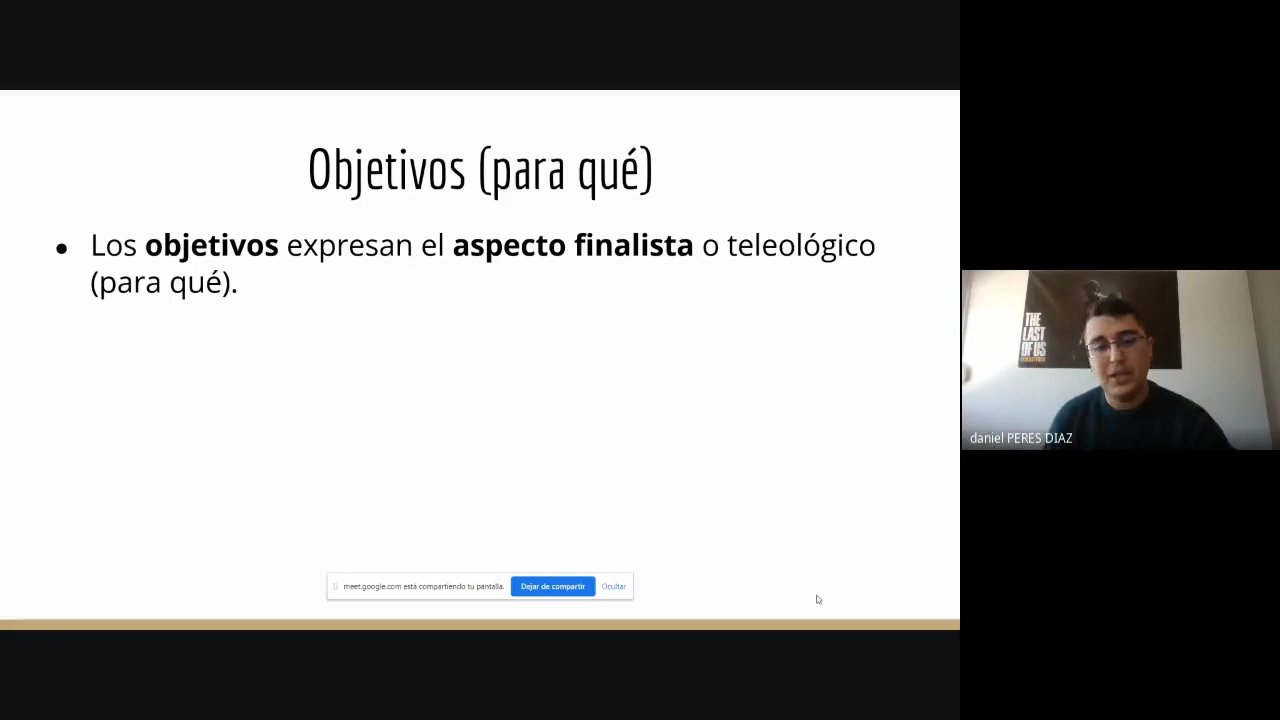 Objetivos (para qué)
● Los objetivos expresan el aspecto finalista o teleológico
(para qué).
meet.google.com está compartiendo tu pantalla. Dejar de compartir Ocultar
THE
LAST
OF US
daniel PERES DIAZ